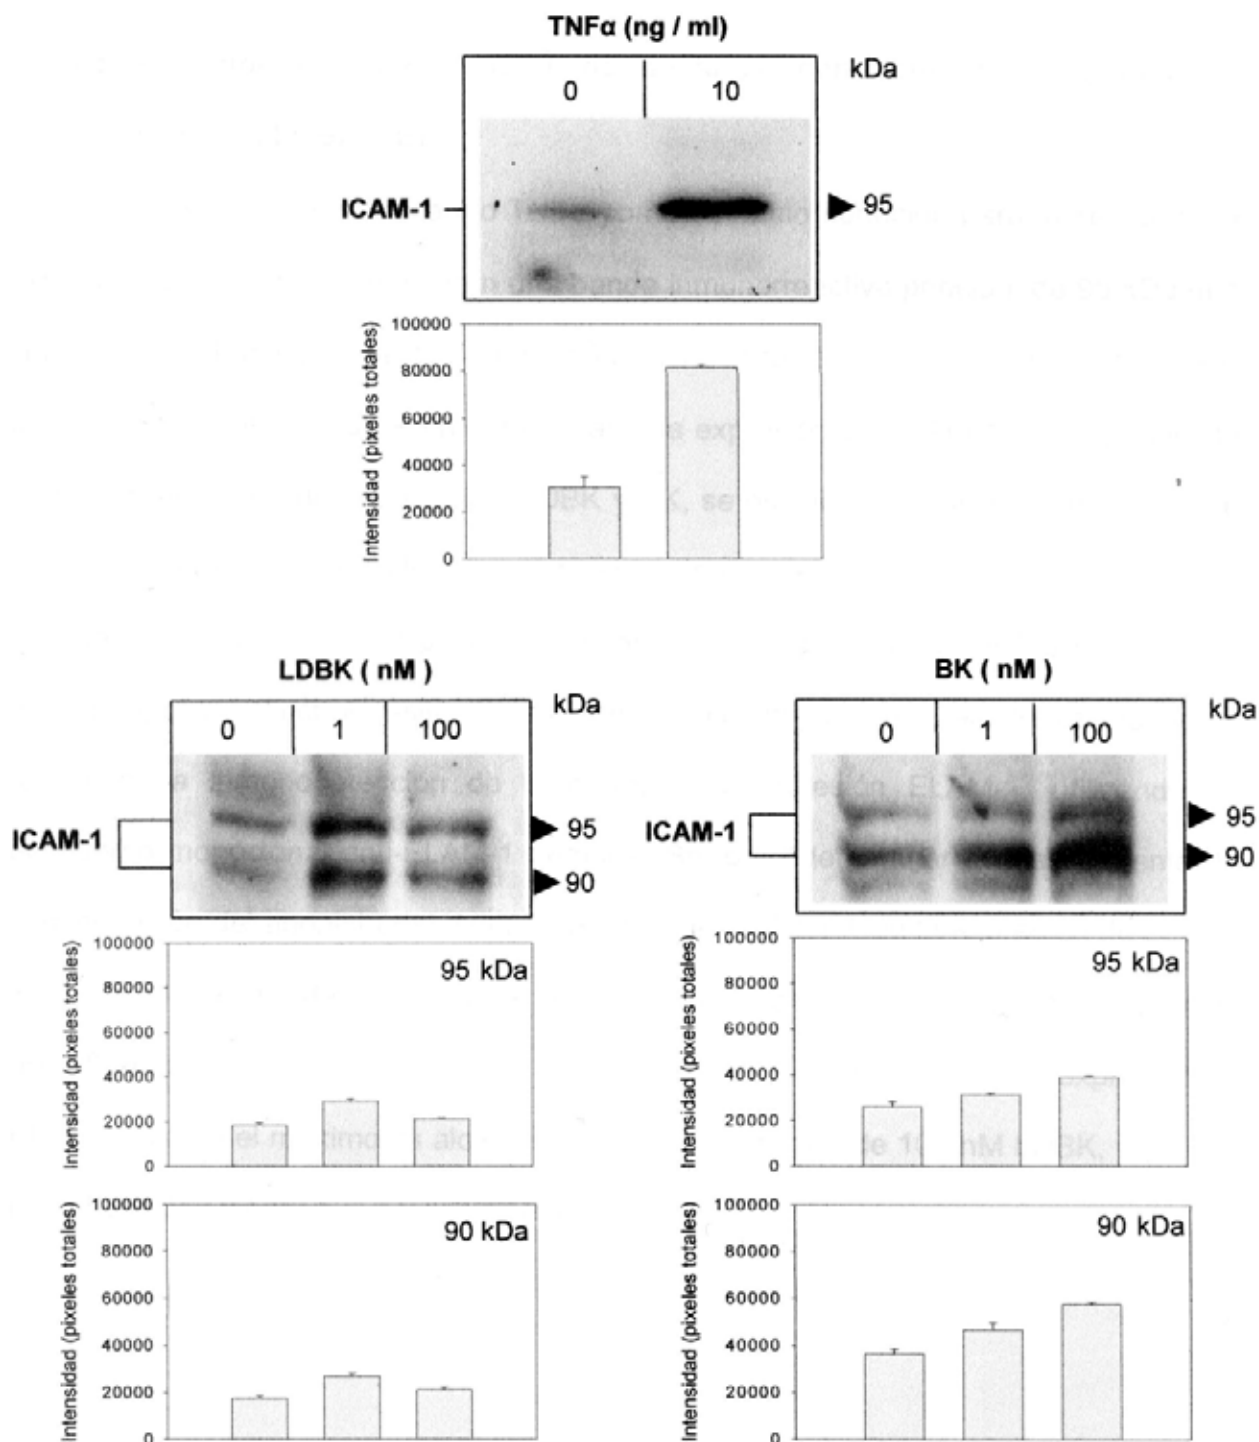 TNFα (ng / ml)
kDa
0 10
ICAM-1 95
Intensidad (pixeles totales)
100000
80000
60000
40000
20000
0
LDBK ( nM )
kDa
0 1 100
ICAM-1
95
90
Intensidad (pixeles totales)
100000
80000
60000
40000
20000
0
95 kDa
Intensidad (pixeles totales)
100000
80000
60000
40000
20000
0
90 kDa
BK ( nM )
kDa
0 1 100
ICAM-1
95
90
Intensidad (pixeles totales)
100000
80000
60000
40000
20000
0
95 kDa
Intensidad (pixeles totales)
100000
80000
60000
40000
20000
0
90 kDa